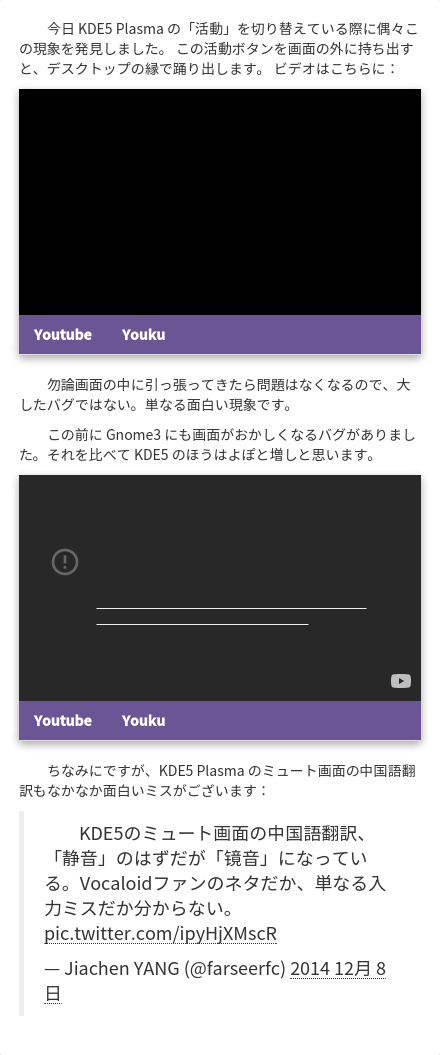 今日 KDE5 Plasma の「活動」を切り替えている際に偶々こ
の現象を発見しました。 この活動ボタンを画面の外に持ち出す
と、デスクトップの縁で踊り出します。 ビデオはこちらに：
Youtube Youku
勿論画面の中に引っ張ってきたら問題はなくなるので、大
したバグではない。単なる面白い現象です。
この前に Gnome3 にも画面がおかしくなるバグがありまし
た。それを比べて KDE5 のほうはよぽと増しと思います。
Youtube Youku
ちなみにですが、KDE5 Plasma のミュート画面の中国語翻
訳もなかなか面白いミスがございます：
KDE5のミュート画面の中国語翻訳、
「静音」のはずだが「镜音」になってい
る。Vocaloidファンのネタだか、単なる入
力ミスだか分からない。
pic.twitter.com/ipyHjXMscR
— Jiachen YANG (@farseerfc) 2014 12月 8
日